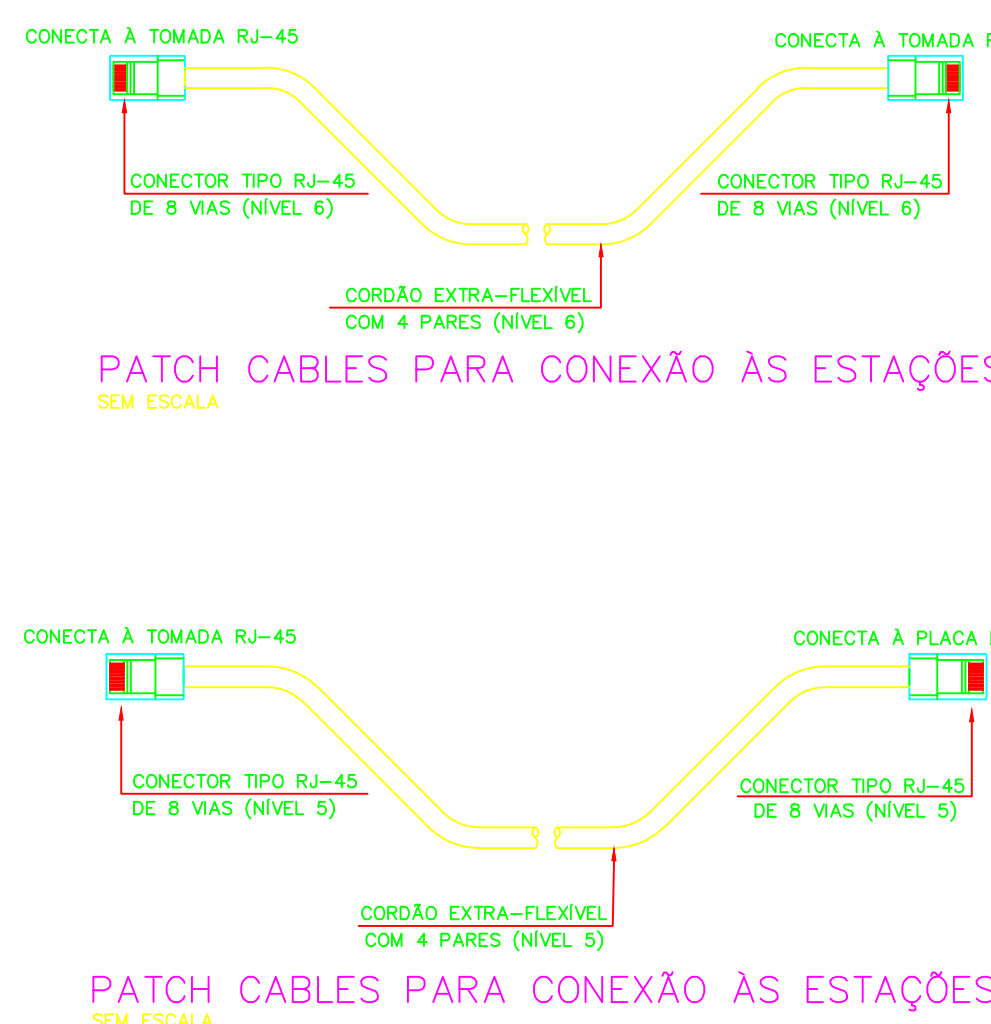 CONECTA À TOMADA RJ-45
CONECTA À TOMADA
CONECTOR TIPO RJ-45
DE 8 VIAS (NÍVEL 6)
CONECTOR TIPO RJ-45
DE 8 VIAS (NÍVEL 6)
CORDÃO EXTRA-FLEXÍVEL
COM 4 PARES (NÍVEL 6)
PATCH CABLES PARA CONEXÃO ÀS ESTAÇÕES
SEM ESCALA
CONECTA À TOMADA RJ-45
CONECTA À PLACA
CONECTOR TIPO RJ-45
DE 8 VIAS (NÍVEL 5)
CONECTOR TIPO RJ-45
DE 8 VIAS (NÍVEL 5)
CORDÃO EXTRA-FLEXÍVEL
COM 4 PARES (NÍVEL 5)
PATCH CABLES PARA CONEXÃO ÀS ESTAÇÕES
SEM ESCALA